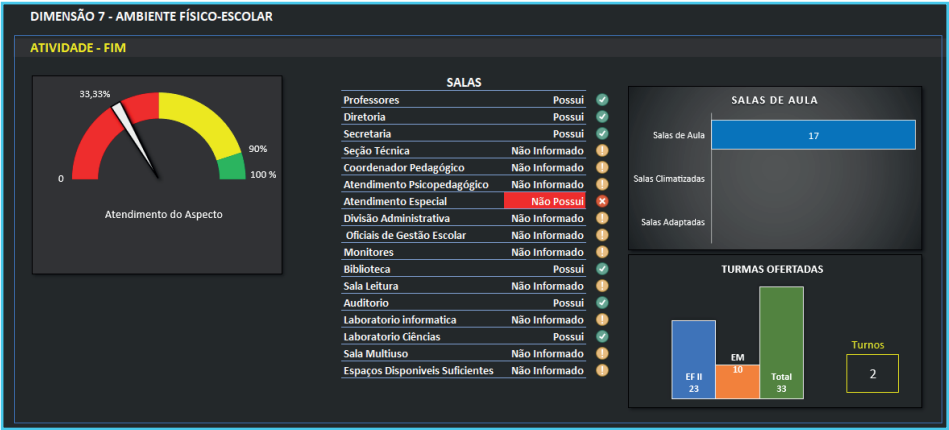 DIMENSÃO 7 - AMBIENTE FÍSICO-ESCOLAR
ATIVIDADE - FIM
33,33%
90%
0
100 %
Atendimento do Aspecto
SALAS
Professores Possui
Diretoria Possui
Secretaria Possui
Seção Técnica Não Informado
Coordenador Pedagógico Não Informado
Atendimento Psicopedagógico Não Informado
Atendimento Especial Não Possui
Divisão Administrativa Não Informado
Oficiais de Gestão Escolar Não Informado
Monitores Não Informado
Biblioteca Possui
Sala Leitura Não Informado
Auditorio Possui
Laboratorio informatica Não Informado
Laboratorio Ciências Possui
Sala Multiuso Não Informado
Espaços Disponiveis Suficientes Não Informado
SALAS DE AULA
Salas de Aula 17
Salas Climatizadas
Salas Adaptadas
TURMAS OFERTADAS
EF II
23
EM
10
Total
33
Turnos
2